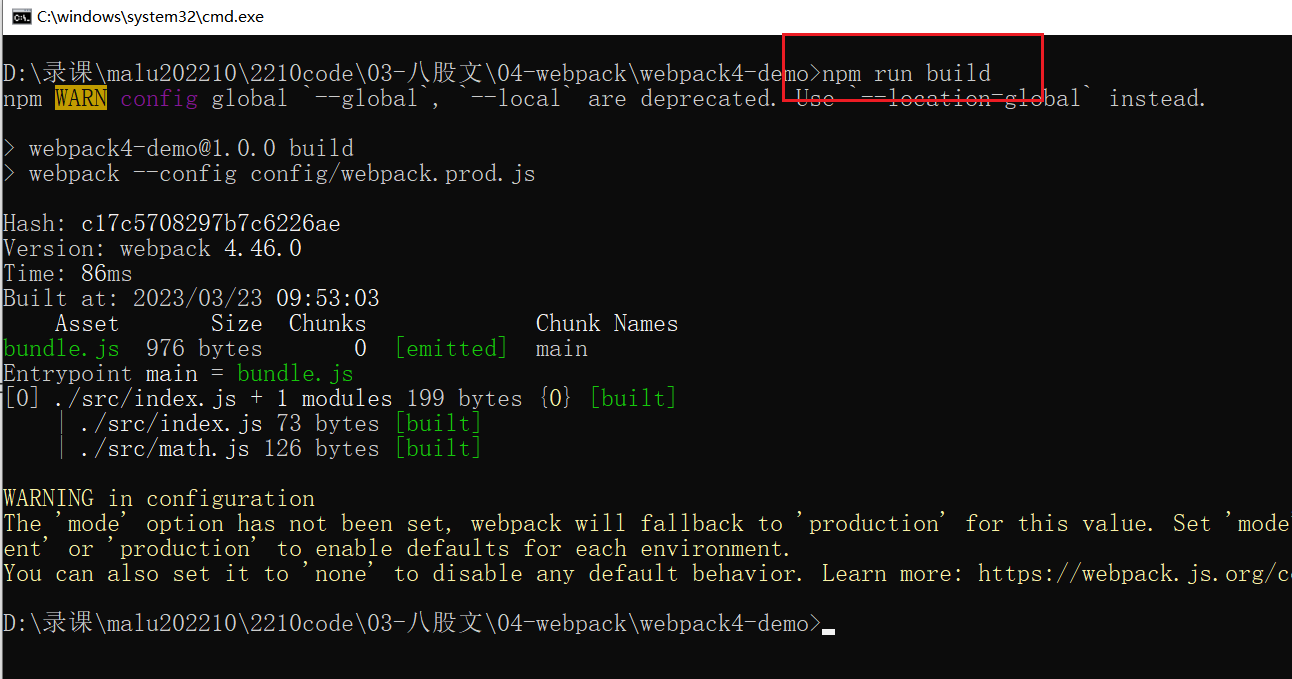 C:\windows\system32\cmd.exe
D:\录课\malu202210\2210code\03-八股文\04-webpack\webpack4-demo>npm run build
npm WARN config global `--global`, `--local` are deprecated. Use `--location=global` instead.
> webpack4-demo@1.0.0 build
> webpack --config config/webpack.prod.js
Hash: c17c5708297b7c6226ae
Version: webpack 4.46.0
Time: 86ms
Built at: 2023/03/23 09:53:03
Asset Size Chunks Chunk Names
bundle.js 976 bytes 0 [emitted] main
Entrypoint main = bundle.js
[0] ./src/index.js + 1 modules 199 bytes {0} [built]
| ./src/index.js 73 bytes [built]
| ./src/math.js 126 bytes [built]
WARNING in configuration
The 'mode' option has not been set, webpack will fallback to 'production' for this value. Set 'mode
ent' or 'production' to enable defaults for each environment.
You can also set it to 'none' to disable any default behavior. Learn more: https://webpack.js.org/c
D:\录课\malu202210\2210code\03-八股文\04-webpack\webpack4-demo>